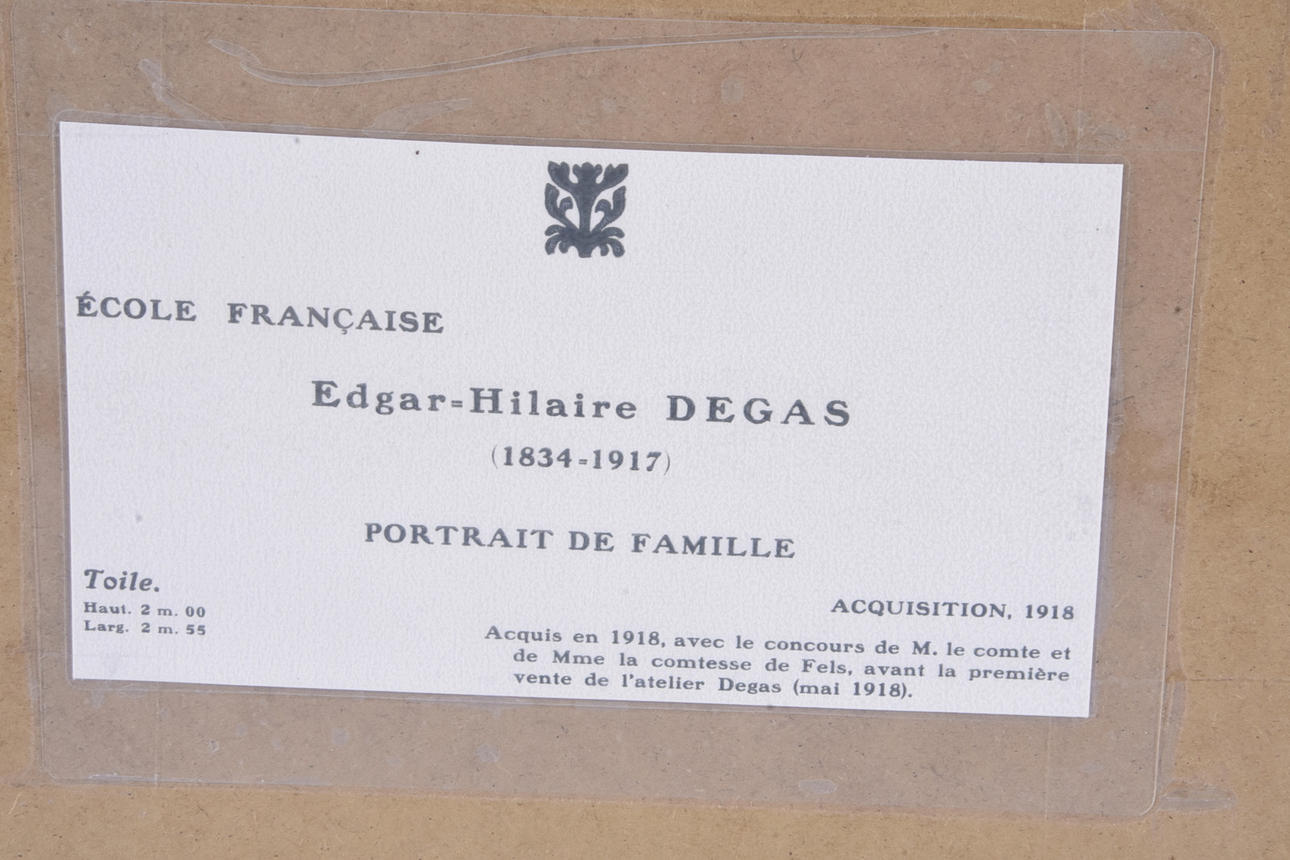 ÉCOLE FRANÇAISE
Edgar=Hilaire DEGAS
(1834=1917)
PORTRAIT DE FAMILLE
Toile.
Haut. 2 m. 00
Larg. 2 m. 55
ACQUISITION, 1918
Acquis en 1918, avec le concours de M. le comte et
de Mme la comtesse de Fels, avant la première
vente de l'atelier Degas (mai 1918).